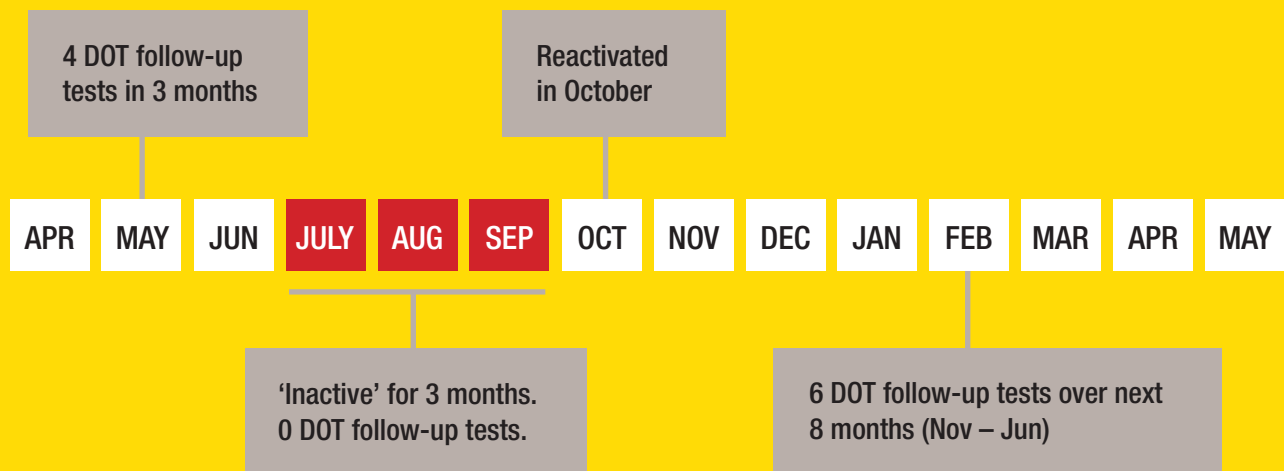 4 DOT follow-up
tests in 3 months
Reactivated
in October
APR MAY JUN JULY AUG SEP OCT NOV DEC JAN FEB MAR APR MAY
‘Inactive’ for 3 months.
0 DOT follow-up tests.
6 DOT follow-up tests over next
8 months (Nov – Jun)